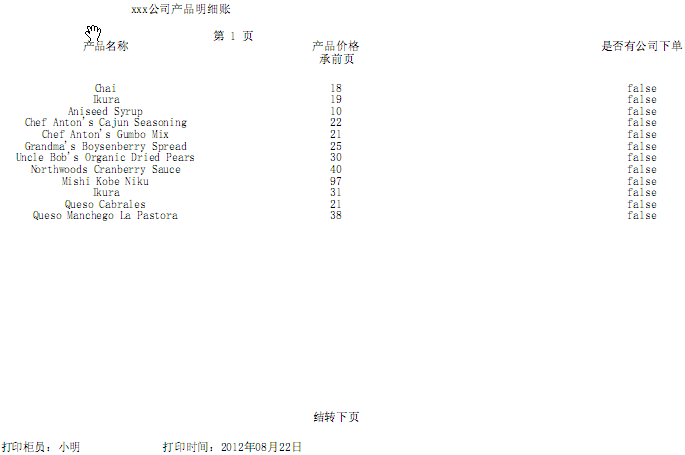 xxx公司产品明细账
第 1 页
产品名称 产品价格 是否有公司下单
承前页
Chai 18 false
Ikura 19 false
Aniseed Syrup 10 false
Chef Anton's Cajun Seasoning 22 false
Chef Anton's Gumbo Mix 21 false
Grandma's Boysenberry Spread 25 false
Uncle Bob's Organic Dried Pears 30 false
Northwoods Cranberry Sauce 40 false
Mishi Kobe Niku 97 false
Ikura 31 false
Queso Cabrales 21 false
Queso Manchego La Pastora 38 false
结转下页
打印柜员：小明 打印时间：2012年08月22日